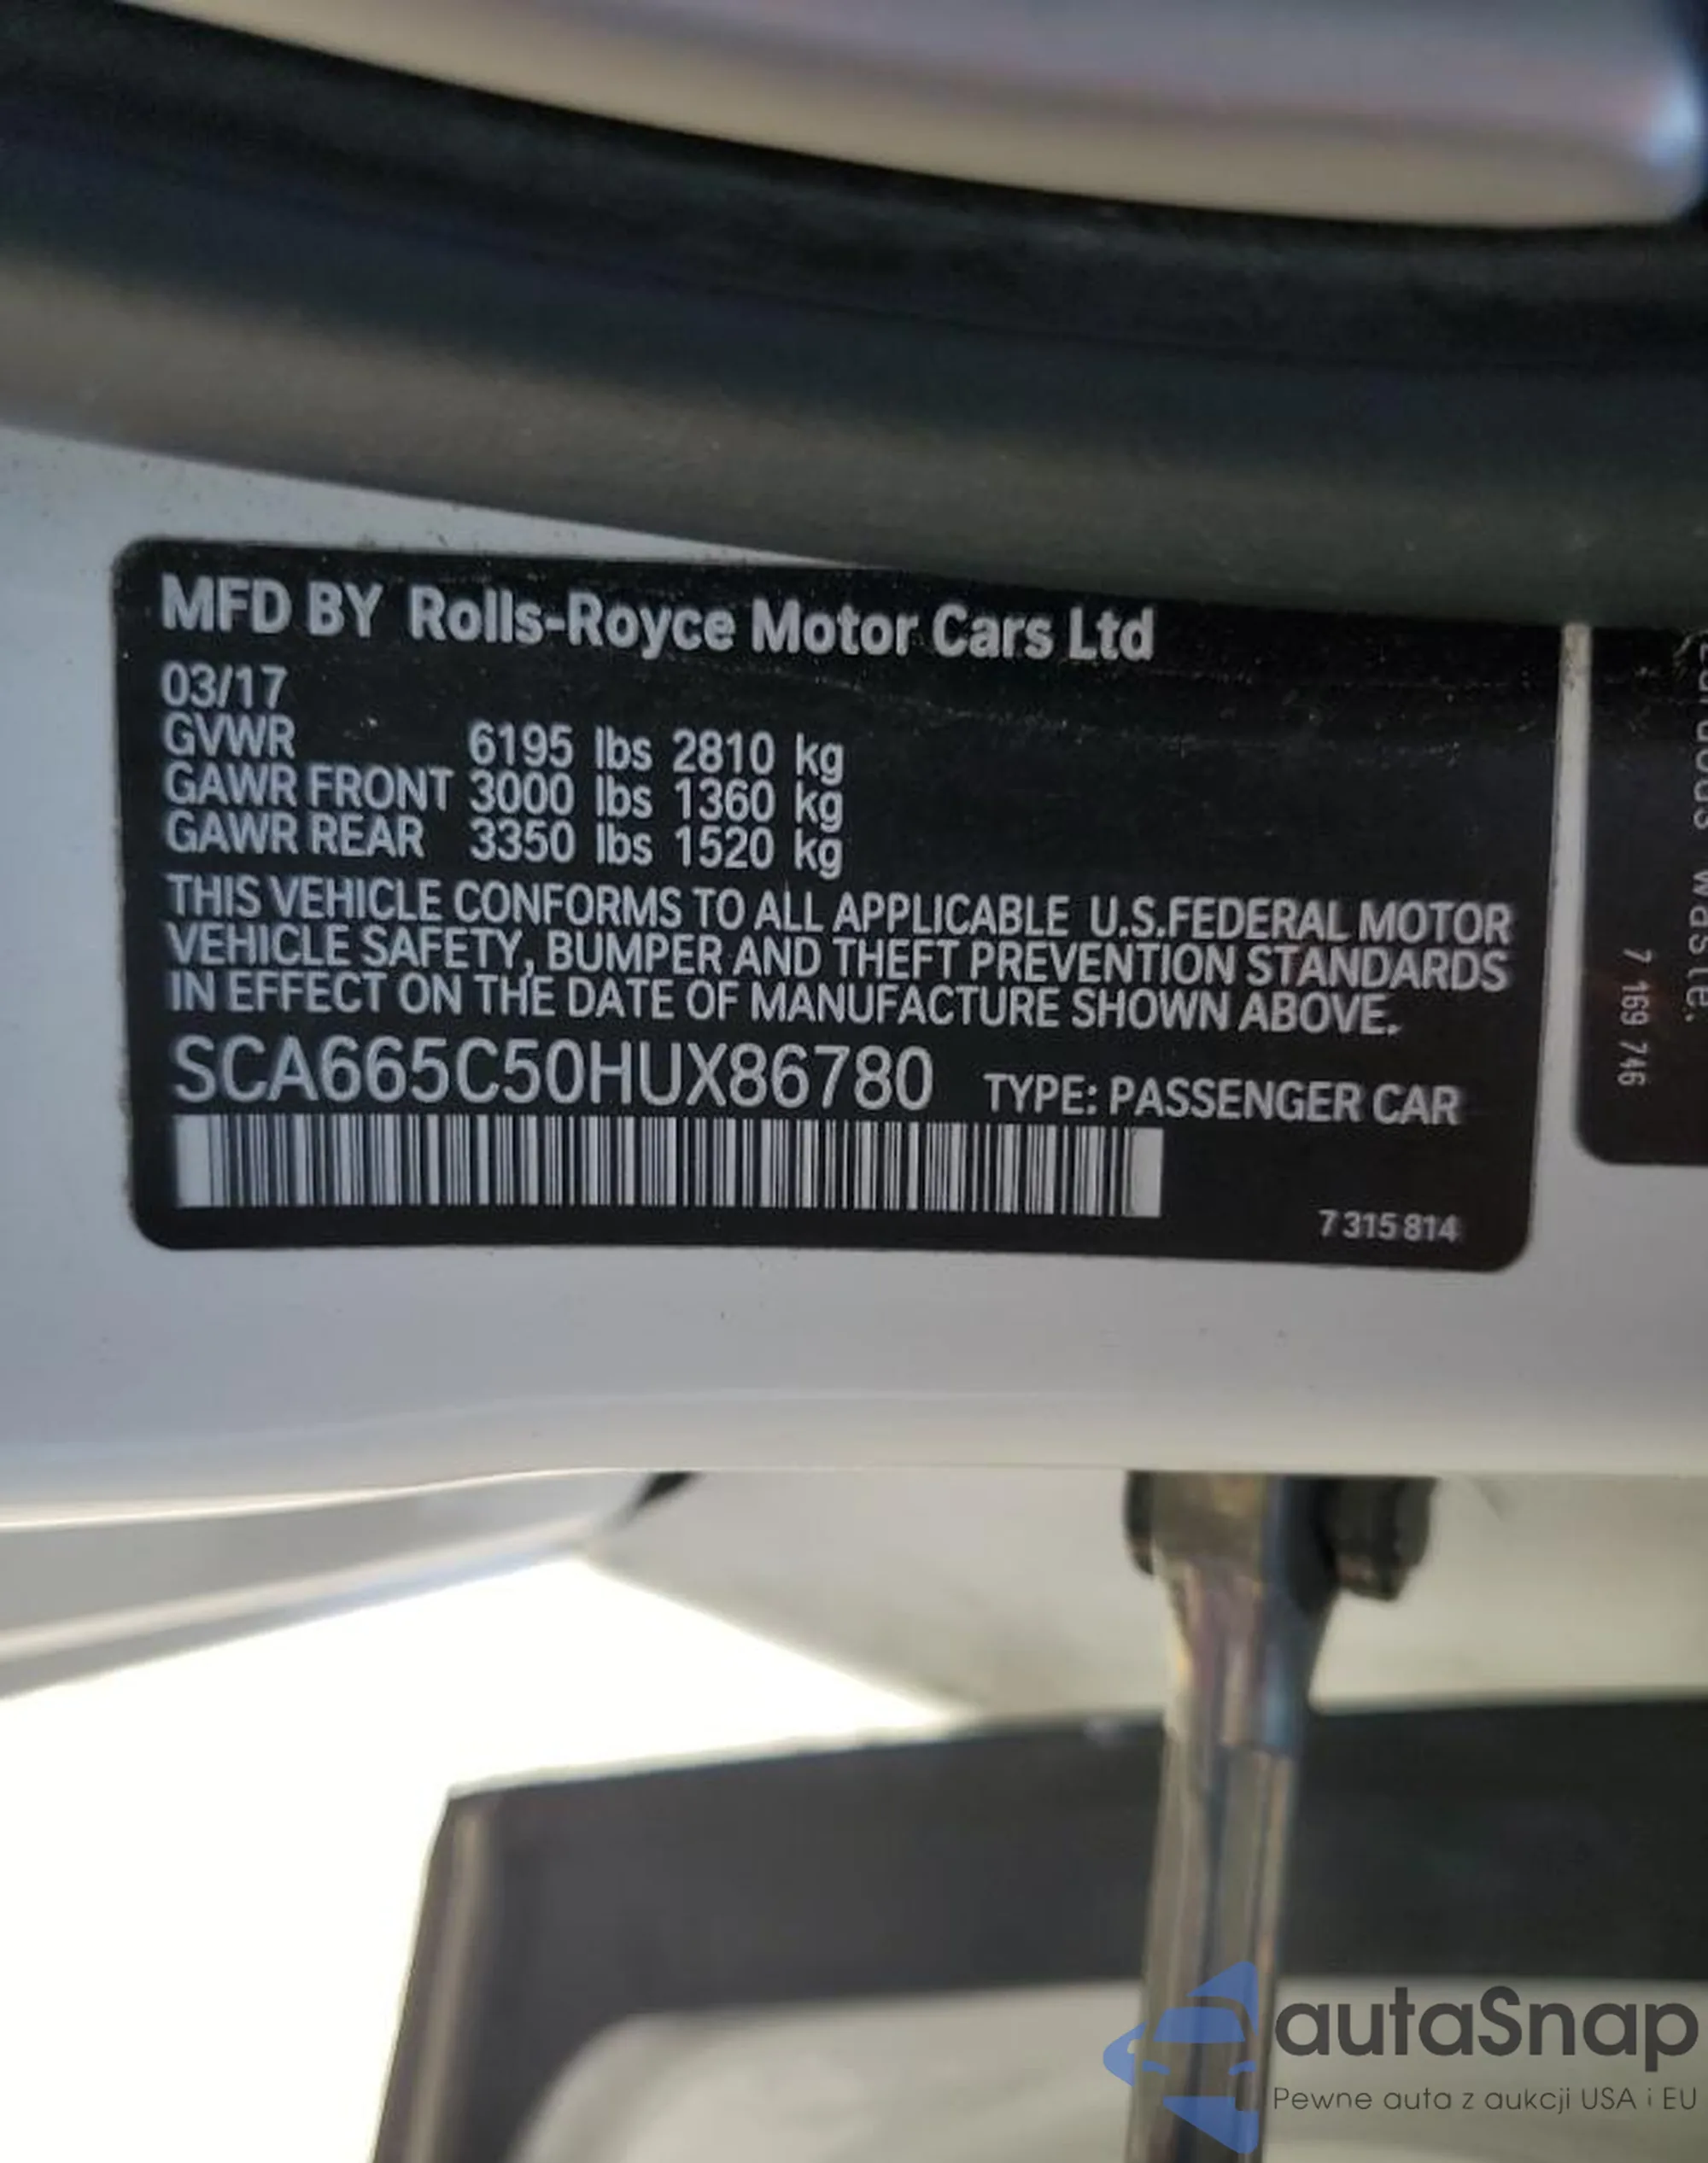 MFD BY Rolls-Royce Motor Cars Ltd
03/17
GVWR 6195 lbs 2810 kg
GAWR FRONT 3000 lbs 1360 kg
GAWR REAR 3350 lbs 1520 kg
THIS VEHICLE CONFORMS TO ALL APPLICABLE U.S.FEDERAL MOTOR
VEHICLE SAFETY, BUMPER AND THEFT PREVENTION STANDARDS
IN EFFECT ON THE DATE OF MANUFACTURE SHOWN ABOVE.
SCA665C50HUX86780 TYPE: PASSENGER CAR
7 315 814
waste.
7 169 746
autaSnap
Pewne auta z aukcji USA i EU